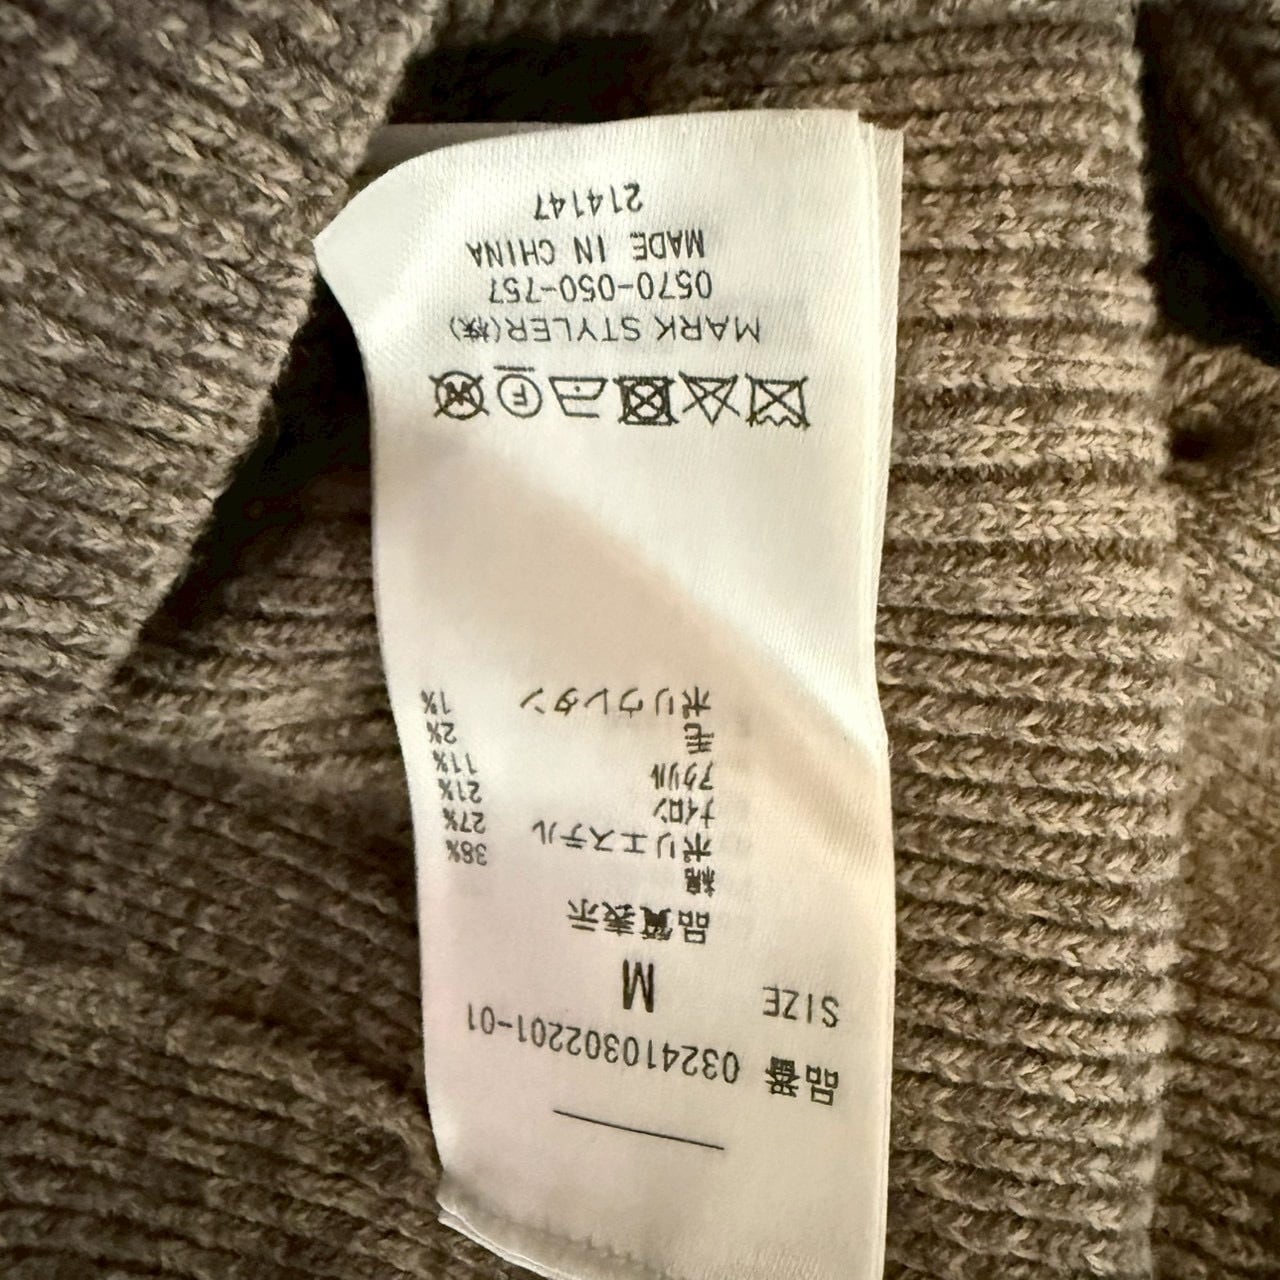 品番 032410302201-01
SIZE M
品質表示
綿 38%
ポリエステル 27%
ナイロン 21%
アクリル 11%
毛 2%
ポリウレタン 1%
MARK STYLER(株)
0570-050-757
MADE IN CHINA
214147